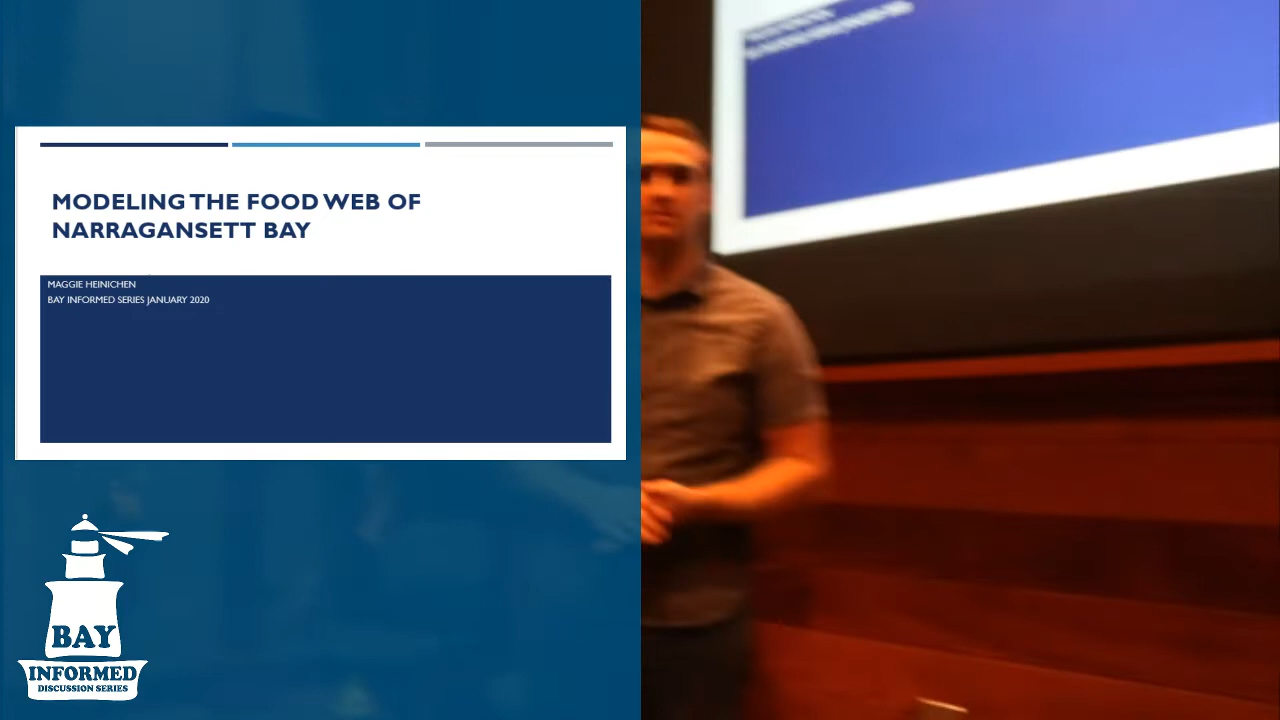 MODELING THE FOOD WEB OF
NARRAGANSETT BAY
MAGGIE HEINICHEN
BAY INFORMED SERIES JANUARY 2020
BAY
INFORMED
DISCUSSION SERIES